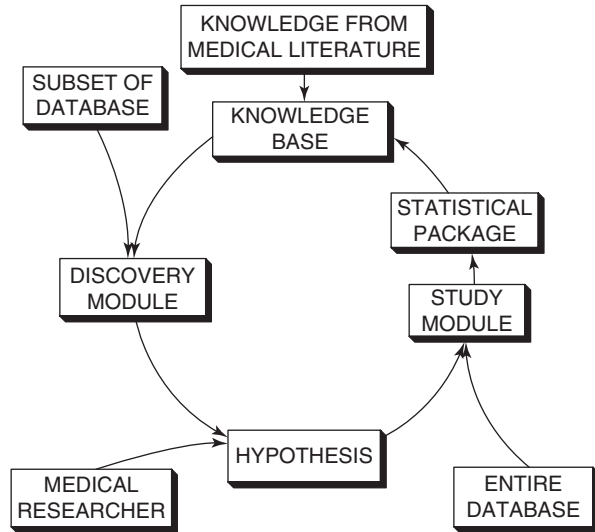 KNOWLEDGE FROM
MEDICAL LITERATURE
SUBSET OF
DATABASE
KNOWLEDGE
BASE
STATISTICAL
PACKAGE
DISCOVERY
MODULE
STUDY
MODULE
HYPOTHESIS
MEDICAL
RESEARCHER
ENTIRE
DATABASE